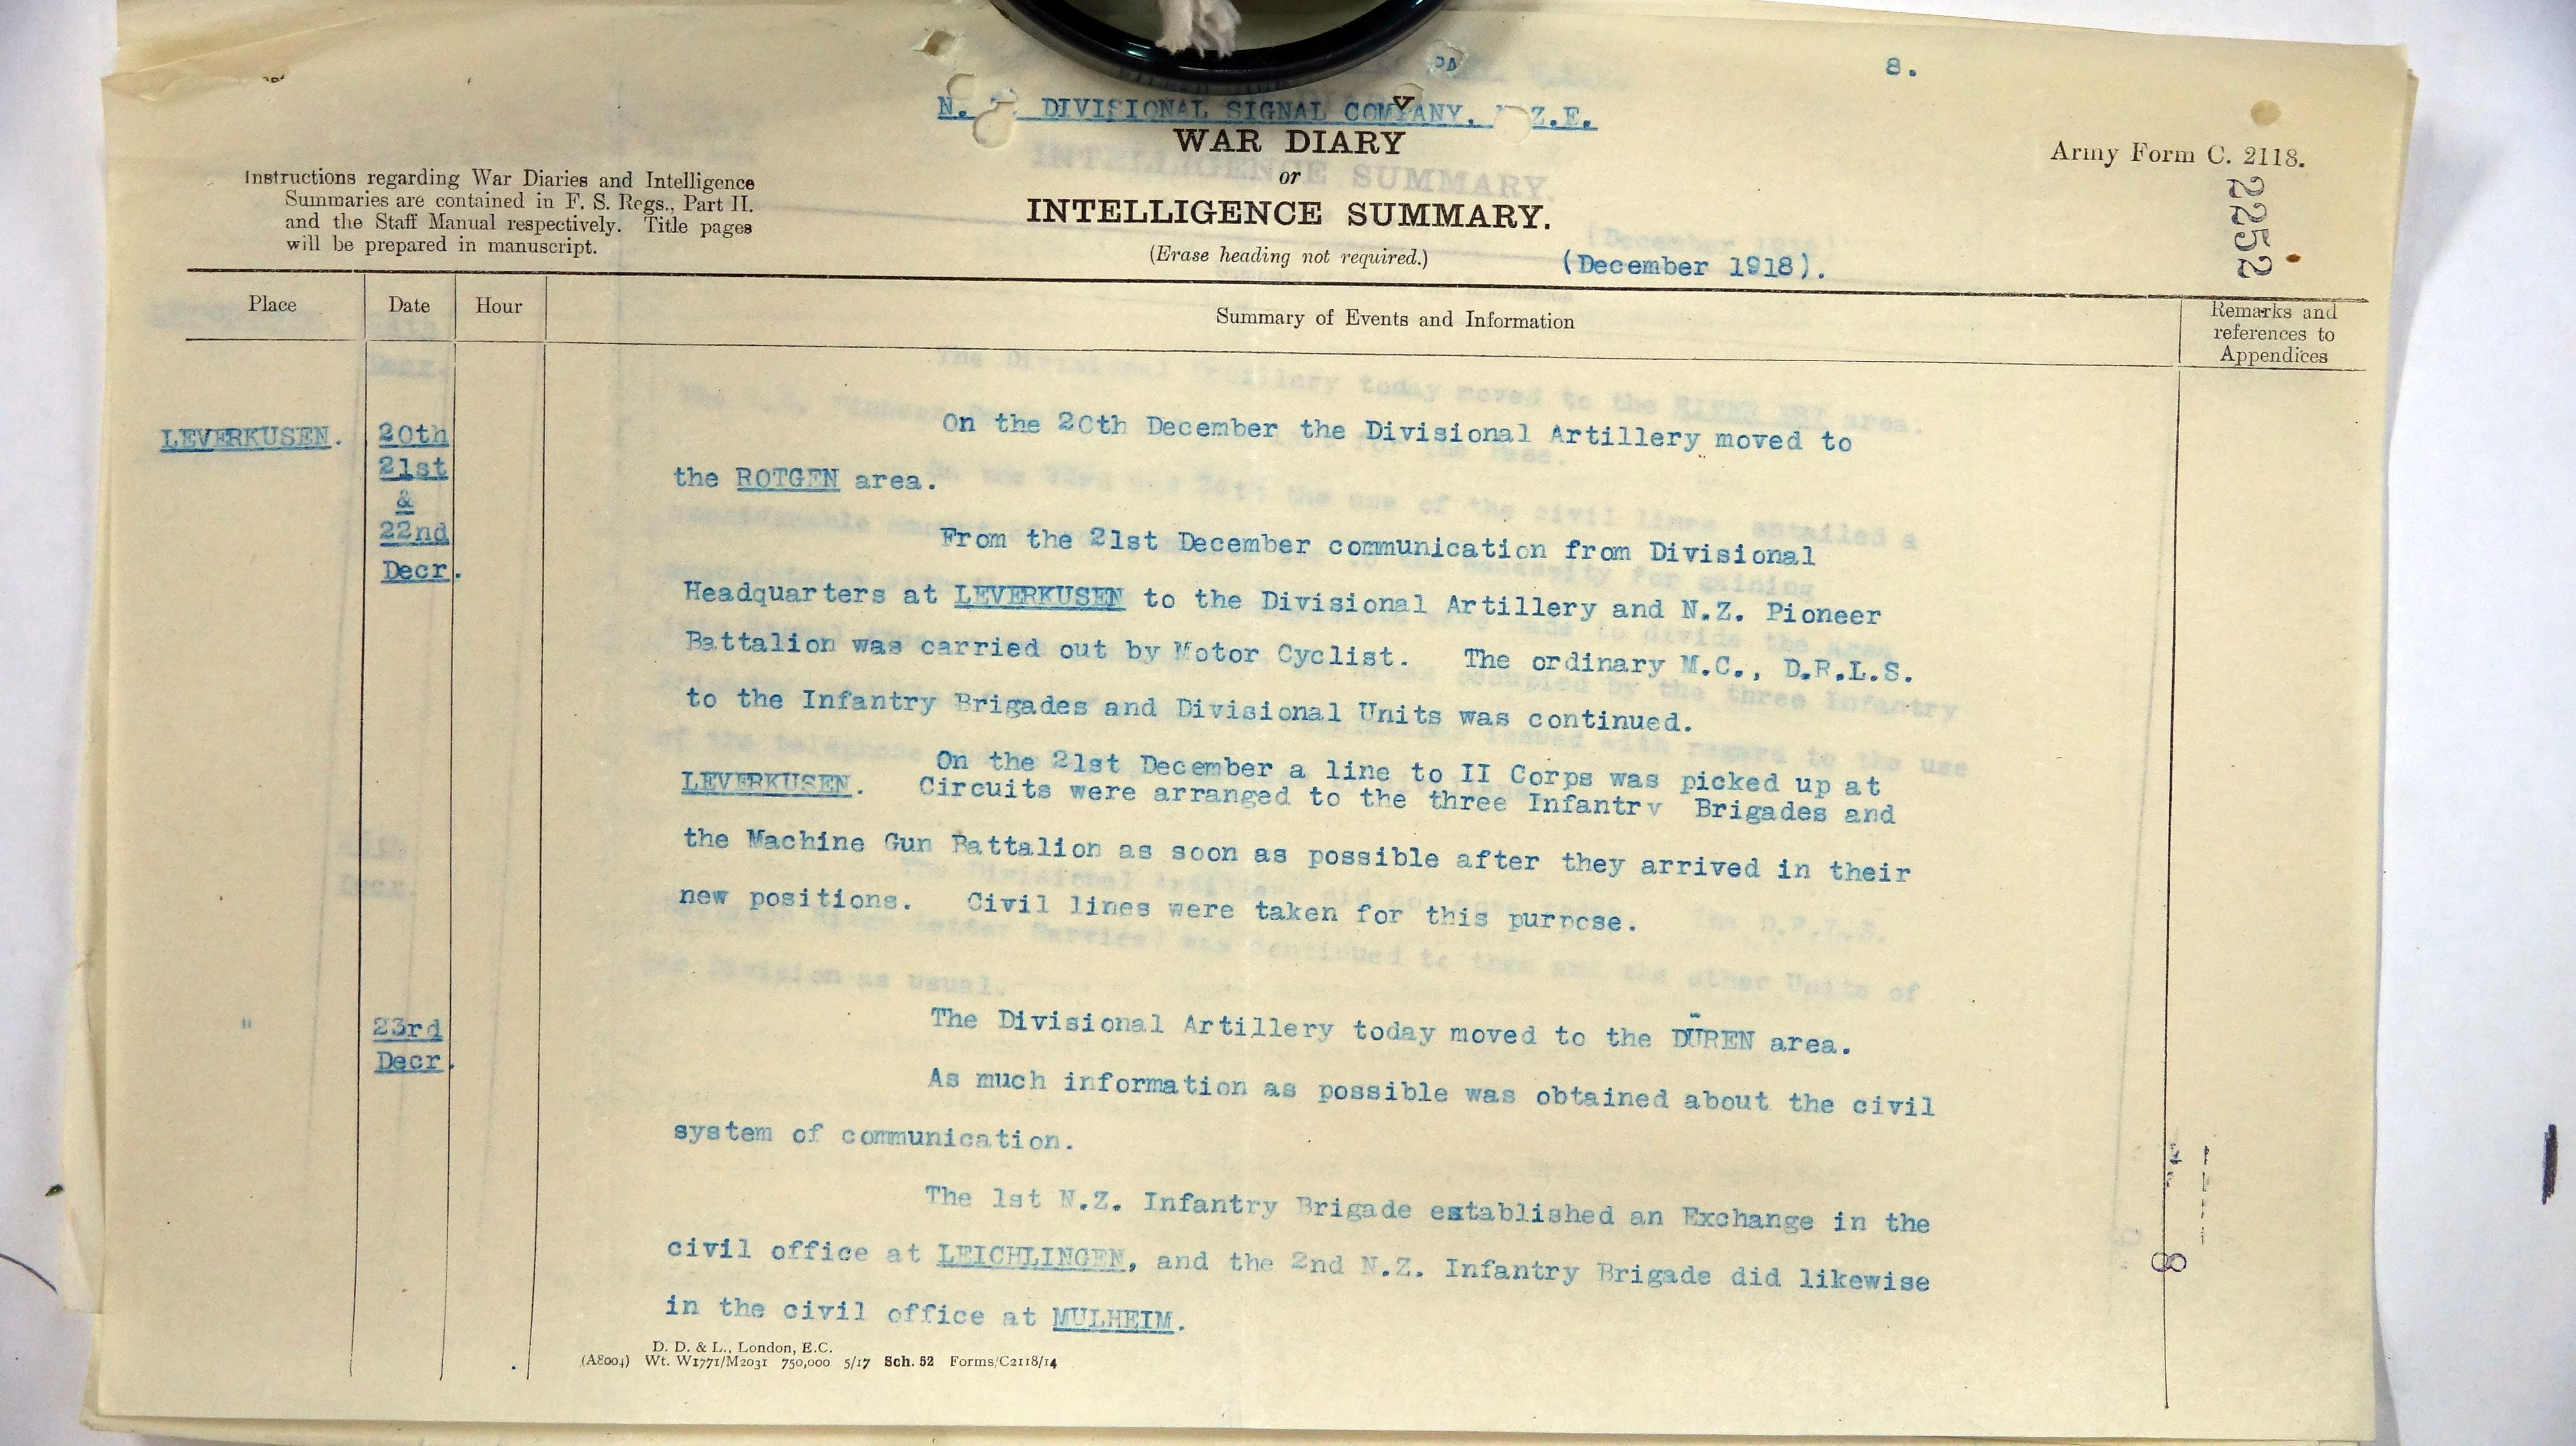 8.
N. DIVISIONAL SIGNAL COMPANY. Z.E.
WAR DIARY
or
INTELLIGENCE SUMMARY.
(Erase heading not required.)
(December 1918).
Army Form C. 2118.
2252
Instructions regarding War Diaries and Intelligence
Summaries are contained in F. S. Regs., Part II.
and the Staff Manual respectively. Title pages
will be prepared in manuscript.
Place Date Hour Summary of Events and Information Remarks and
references to
Appendices
LEVERKUSEN. 20th
21st
&
22nd
Decr.
On the 20th December the Divisional Artillery moved to
the ROTGEN area.
From the 21st December communication from Divisional
Headquarters at LEVERKUSEN to the Divisional Artillery and N.Z. Pioneer
Battalion was carried out by Motor Cyclist. The ordinary M.C., D.R.L.S.
to the Infantry Brigades and Divisional Units was continued.
On the 21st December a line to II Corps was picked up at
LEVERKUSEN. Circuits were arranged to the three Infantry Brigades and
the Machine Gun Battalion as soon as possible after they arrived in their
new positions. Civil lines were taken for this purpose.
" 23rd
Decr.
The Divisional Artillery today moved to the DÜREN area.
As much information as possible was obtained about the civil
system of communication.
The 1st N.Z. Infantry Brigade established an Exchange in the
civil office at LEICHLINGEN, and the 2nd N.Z. Infantry Brigade did likewise
in the civil office at MULHEIM.
8
D. D. & L., London, E.C.
(A8004) Wt. W1771/M2031 750,000 5/17 Sch. 52 Forms/C2118/14